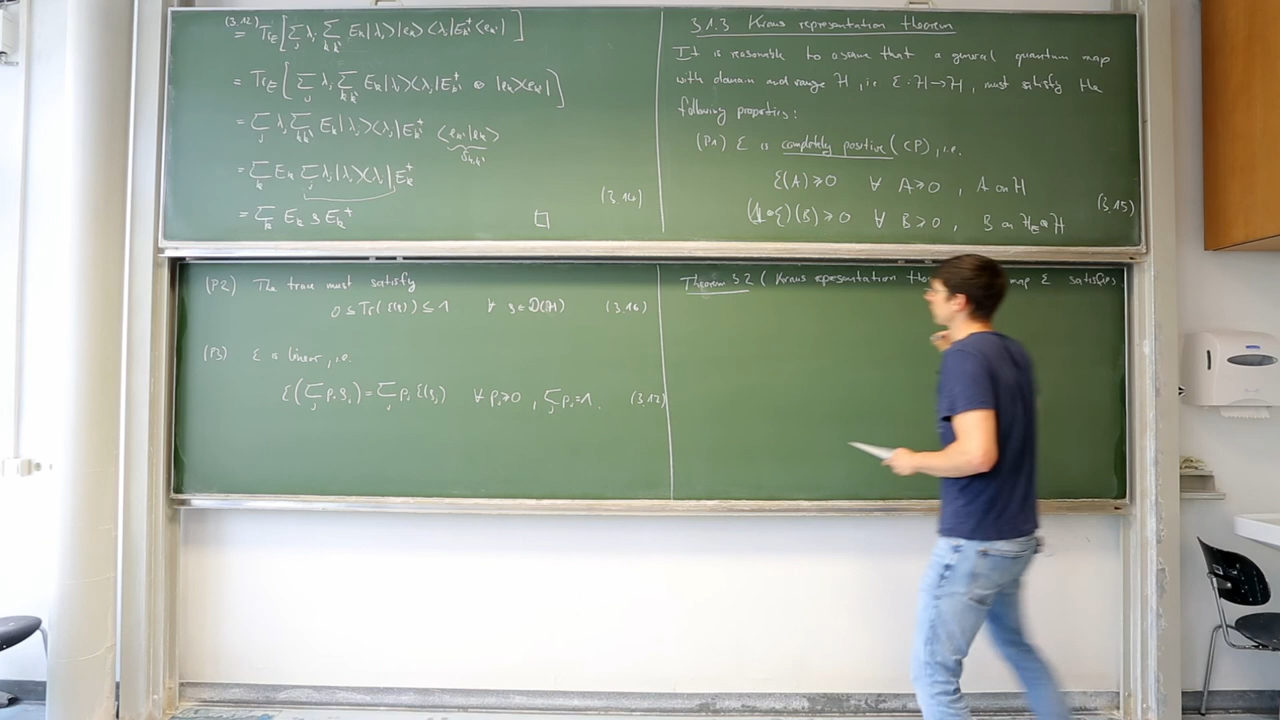 (3.12)
= Tr_E [ Σ_j λ_j Σ_{kk'} E_k|λ_j>|e_k><λ_j|E_{k'}^† <e_{k'}| ]
= Tr_E [ Σ_j λ_j Σ_{kk'} E_k|λ_j><λ_j|E_{k'}^† ⊗ |e_k><e_{k'}| ]
= Σ_j λ_j Σ_{kk'} E_k|λ_j><λ_j|E_{k'}^† <e_{k'}|e_k>
δ_{k,k'}
= Σ_k E_k Σ_j λ_j|λ_j><λ_j| E_k^†
(3.14)
= Σ_k E_k ρ E_k^† □
3.1.3 Kraus representation theorem
It is reasonable to assume that a general quantum map
with domain and range H, i.e. ε: H→H, must satisfy the
following properties:
(P1) ε is completely positive (CP), i.e.
ε(A) ≥ 0 ∀ A ≥ 0, A on H
(3.15)
(1⊗ε)(B) ≥ 0 ∀ B ≥ 0, B on H_E⊗H
(P2) The trace must satisfy
0 ≤ Tr(ε(ρ)) ≤ 1 ∀ ρ ∈ D(H) (3.16)
(P3) ε is linear, i.e.
ε(Σ_j p_j ρ_j) = Σ_j p_j ε(ρ_j) ∀ p_j ≥ 0, Σ_j p_j = 1. (3.17)
Theorem 3.2 (Kraus representation map ε satisfies